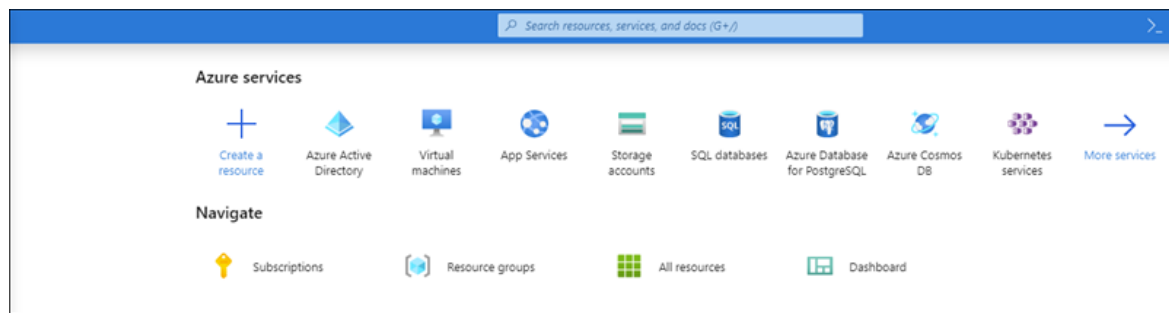 Search resources, services, and docs (G+/)
>_
Azure services
Create a
resource
Azure Active
Directory
Virtual
machines
App Services
Storage
accounts
SQL
SQL databases
Azure Database
for PostgreSQL
Azure Cosmos
DB
Kubernetes
services
More services
Navigate
Subscriptions
Resource groups
All resources
Dashboard